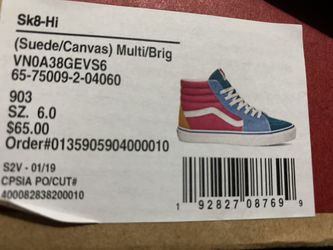 Sk8-Hi
(Suede/Canvas) Multi/Brig
VN0A38GEVS6
65-75009-2-04060
903
SZ. 6.0
$65.00
Order#0135905904000010
S2V - 01/19
CPSIA PO/CUT#
400082838200010
1 92827 08769 9